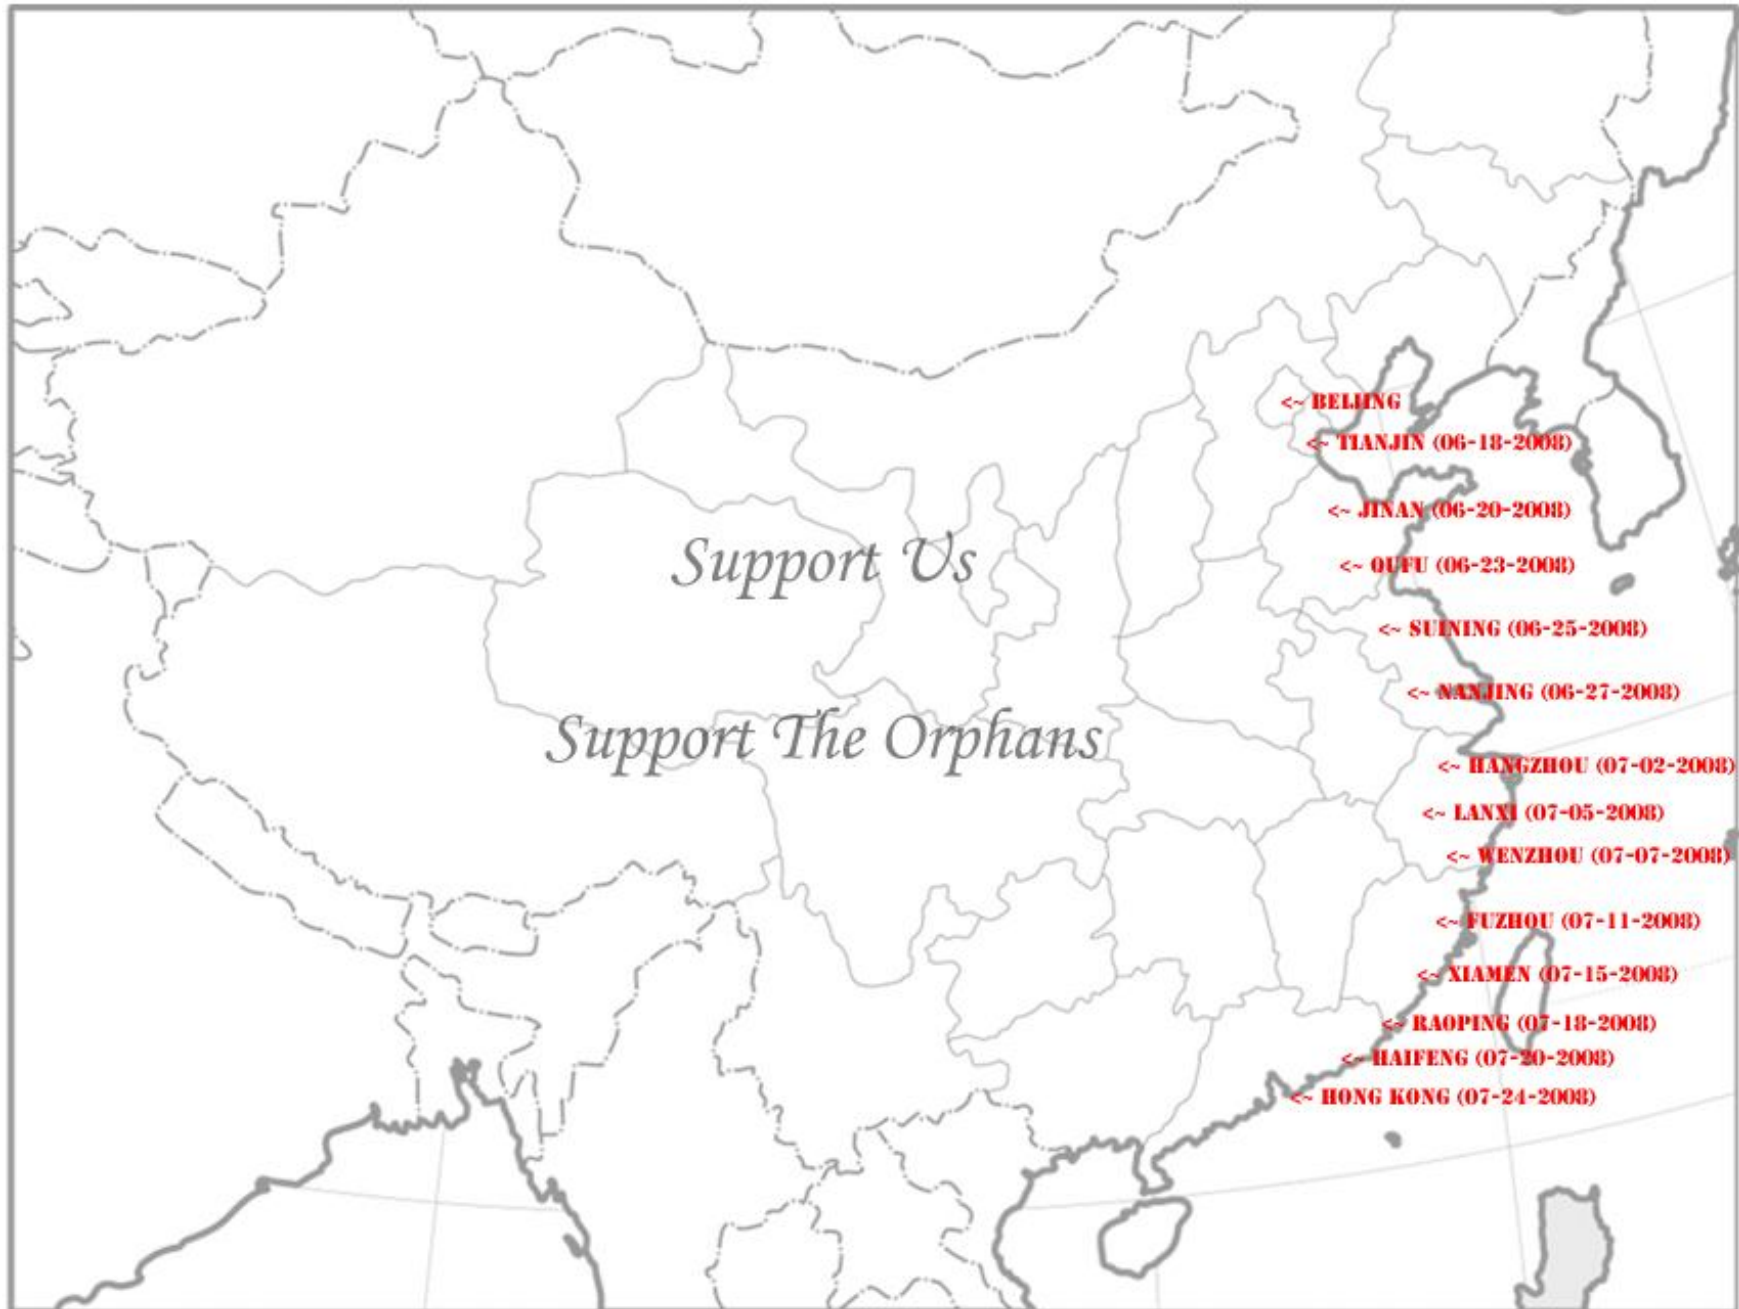 <~ BEIJING
<~ TIANJIN (06-18-2008)
<~ JINAN (06-20-2008)
<~ QUFU (06-23-2008)
Support Us
<~ SUINING (06-25-2008)
<~ NANJING (06-27-2008)
Support The Orphans
<~ HANGZHOU (07-02-2008)
<~ LANXI (07-05-2008)
<~ WENZHOU (07-07-2008)
<~ FUZHOU (07-11-2008)
<~ XIAMEN (07-15-2008)
<~ RAOPING (07-18-2008)
<~ HAIFENG (07-20-2008)
<~ HONG KONG (07-24-2008)